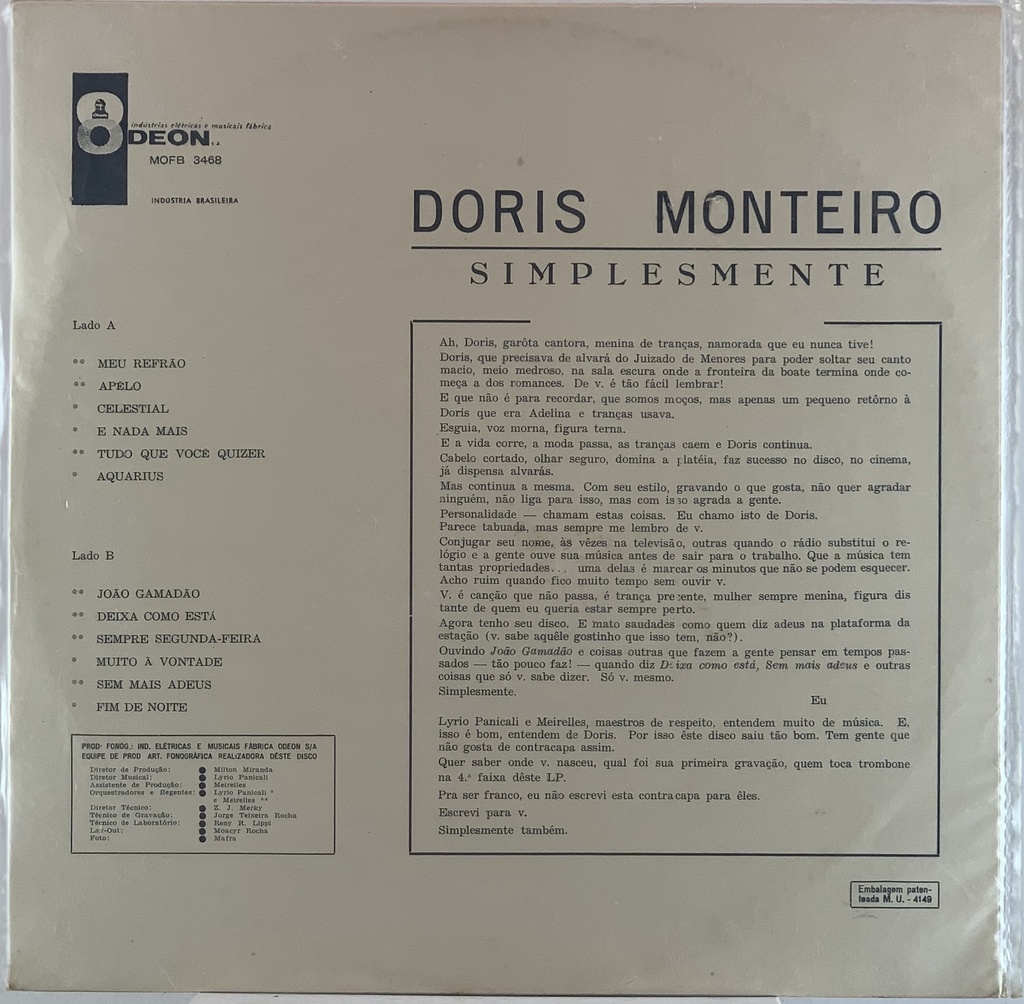 indústrias elétricas e musicais fábrica
ODEON S.A.
MOFB 3468
INDÚSTRIA BRASILEIRA
DORIS MONTEIRO
SIMPLESMENTE
Lado A
** MEU REFRÃO
** APÊLO
* CELESTIAL
* E NADA MAIS
** TUDO QUE VOCÊ QUIZER
* AQUARIUS
Lado B
** JOÃO GAMADÃO
** DEIXA COMO ESTÁ
** SEMPRE SEGUNDA-FEIRA
* MUITO À VONTADE
** SEM MAIS ADEUS
* FIM DE NOITE
PROD. FONOG.: IND. ELÉTRICAS E MUSICAIS FÁBRICA ODEON S/A
EQUIPE DE PROD ART. FONOGRÁFICA REALIZADORA DÊSTE DISCO
Diretor de Produção: ● Milton Miranda
Diretor Musical: ● Lyrio Panicali
Assistente de Produção: ● Meirelles
Orquestradores e Regentes: ● Lyrio Panicali *
e Meirelles **
Diretor Técnico: ● Z. J. Merky
Técnico de Gravação: ● Jorge Teixeira Rocha
Técnico de Laboratório: ● Reny R. Lippi
Lay-Out: ● Moacyr Rocha
Foto: ● Mafra
Ah, Doris, garôta cantora, menina de tranças, namorada que eu nunca tive!
Doris, que precisava de alvará do Juizado de Menores para poder soltar seu canto
macio, meio medroso, na sala escura onde a fronteira da boate termina onde co-
meça a dos romances. De v. é tão fácil lembrar!
E que não é para recordar, que somos moços, mas apenas um pequeno retôrno à
Doris que era Adelina e tranças usava.
Esguia, voz morna, figura terna.
E a vida corre, a moda passa, as tranças caem e Doris continua.
Cabelo cortado, olhar seguro, domina a platéia, faz sucesso no disco, no cinema,
já dispensa alvarás.
Mas continua a mesma. Com seu estilo, gravando o que gosta, não quer agradar
ninguém, não liga para isso, mas com isso agrada a gente.
Personalidade — chamam estas coisas. Eu chamo isto de Doris.
Parece tabuada, mas sempre me lembro de v.
Conjugar seu nome, às vêzes na televisão, outras quando o rádio substitui o re-
lógio e a gente ouve sua música antes de sair para o trabalho. Que a música tem
tantas propriedades... uma delas é marcar os minutos que não se podem esquecer.
Acho ruim quando fico muito tempo sem ouvir v.
V. é canção que não passa, é trança presente, mulher sempre menina, figura dis
tante de quem eu queria estar sempre perto.
Agora tenho seu disco. E mato saudades como quem diz adeus na plataforma da
estação (v. sabe aquêle gostinho que isso tem, não?).
Ouvindo João Gamadão e coisas outras que fazem a gente pensar em tempos pas-
sados — tão pouco faz! — quando diz Deixa como está, Sem mais adeus e outras
coisas que só v. sabe dizer. Só v. mesmo.
Simplesmente.
Eu
Lyrio Panicali e Meirelles, maestros de respeito, entendem muito de música. E,
isso é bom, entendem de Doris. Por isso êste disco saiu tão bom. Tem gente que
não gosta de contracapa assim.
Quer saber onde v. nasceu, qual foi sua primeira gravação, quem toca trombone
na 4.ª faixa dêste LP.
Pra ser franco, eu não escrevi esta contracapa para êles.
Escrevi para v.
Simplesmente também.
Embalagem paten-
teada M. U. - 4149